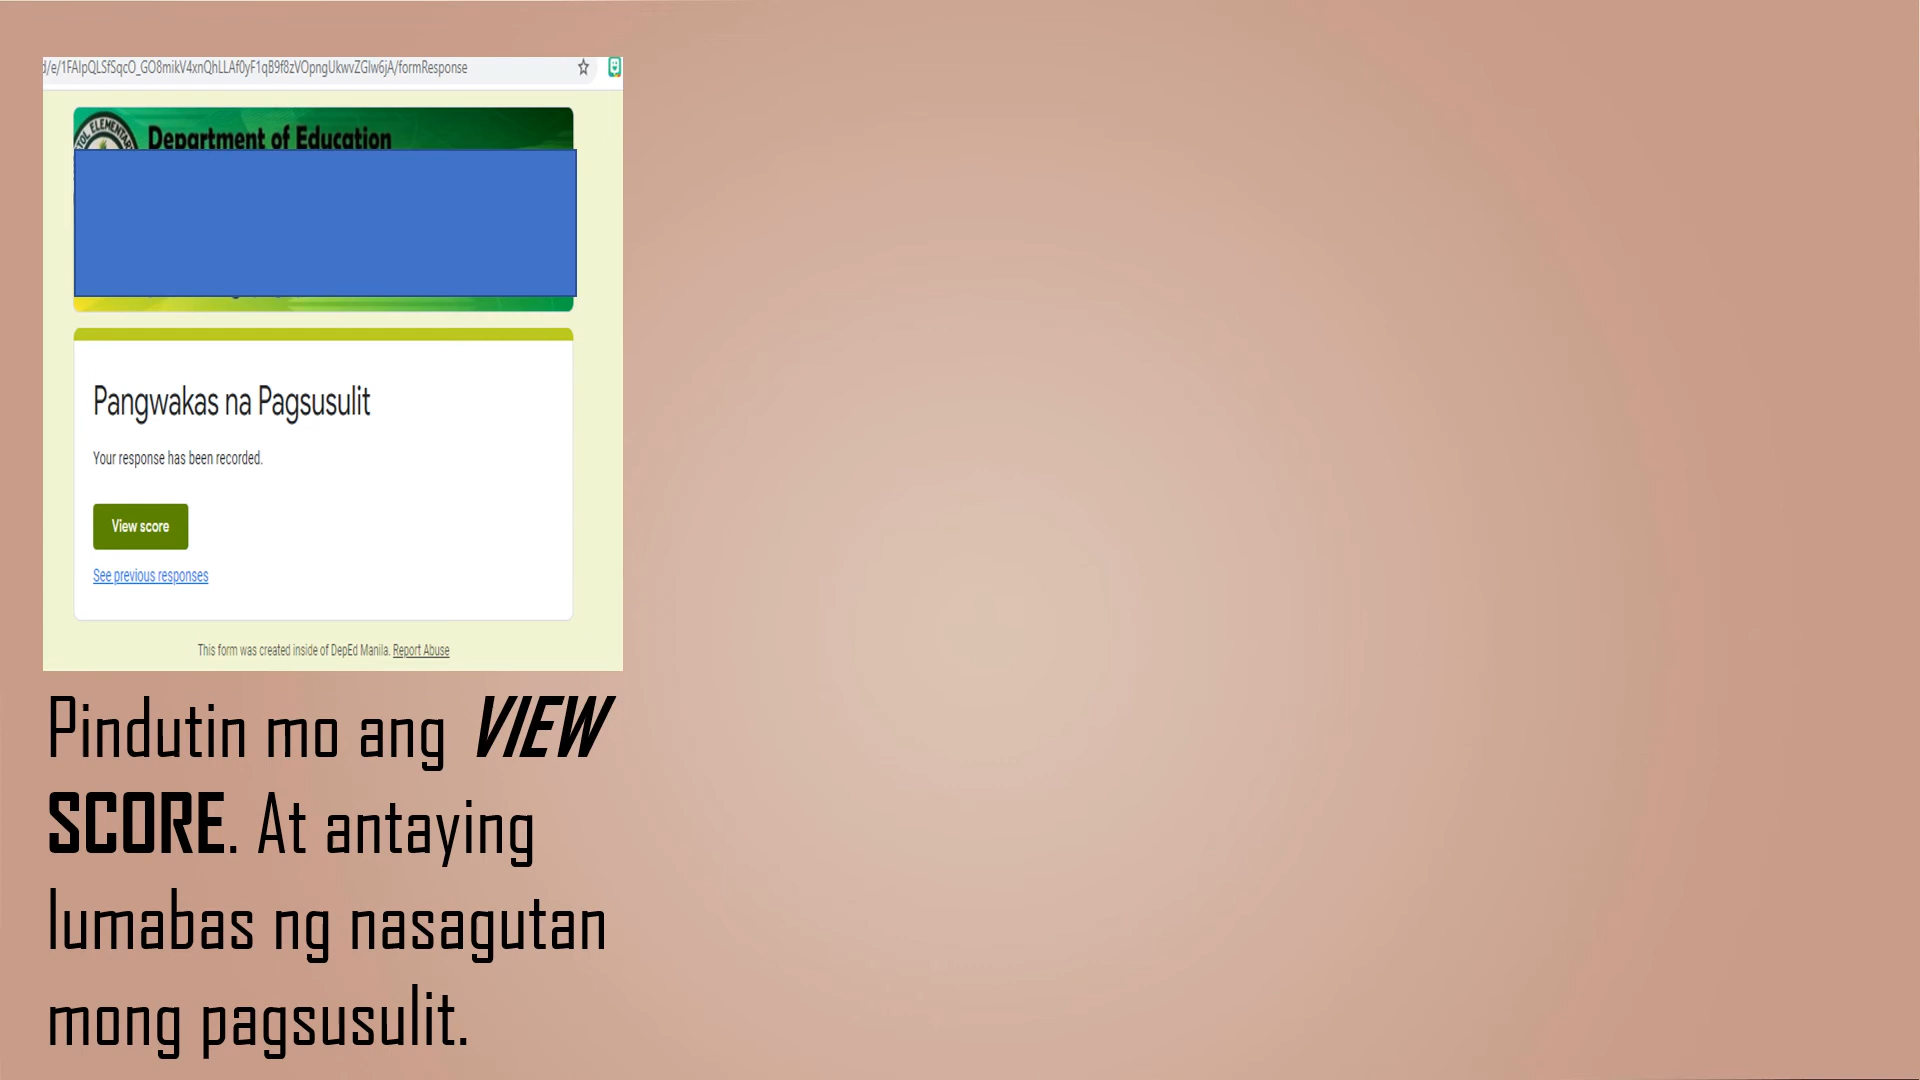 d/e/1FAIpQLSfSqcO_GO8mikV4xnQhLLAf0yF1qB9f8zVOpngUkwvZGlw6jA/formResponse
ELEMENTAR
Department of Education
Pangwakas na Pagsusulit
Your response has been recorded.
View score
See previous responses
This form was created inside of DepEd Manila. Report Abuse
Pindutin mo ang VIEW
SCORE. At antaying
lumabas ng nasagutan
mong pagsusulit.